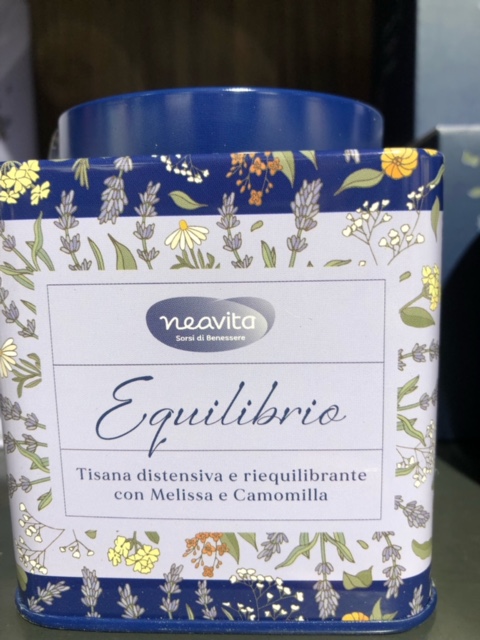 neavita
Sorsi di Benessere
Equilibrio
Tisana distensiva e riequilibrante
con Melissa e Camomilla